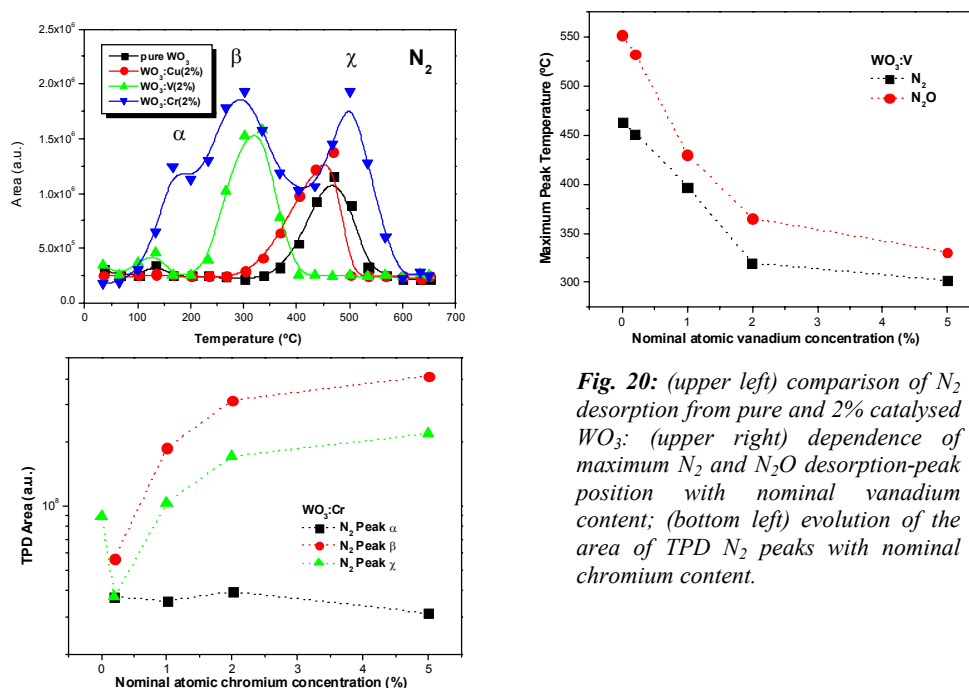 2.5x10⁶
2.0x10⁶
1.5x10⁶
1.0x10⁶
5.0x10⁵
0.0
Area (a.u.)
pure WO₃
WO₃:Cu(2%)
WO₃:V(2%)
WO₃:Cr(2%)
α
β
χ
N₂
0 100 200 300 400 500 600 700
Temperature (ºC)
550
500
450
400
350
300
Maximum Peak Temperature (ºC)
WO₃:V
N₂
N₂O
0 1 2 3 4 5
Nominal atomic vanadium concentration (%)
10⁸
TPD Area (a.u.)
WO₃:Cr
N₂ Peak α
N₂ Peak β
N₂ Peak χ
0 1 2 3 4 5
Nominal atomic chromium concentration (%)
Fig. 20: (upper left) comparison of N₂
desorption from pure and 2% catalysed
WO₃: (upper right) dependence of
maximum N₂ and N₂O desorption-peak
position with nominal vanadium
content; (bottom left) evolution of the
area of TPD N₂ peaks with nominal
chromium content.